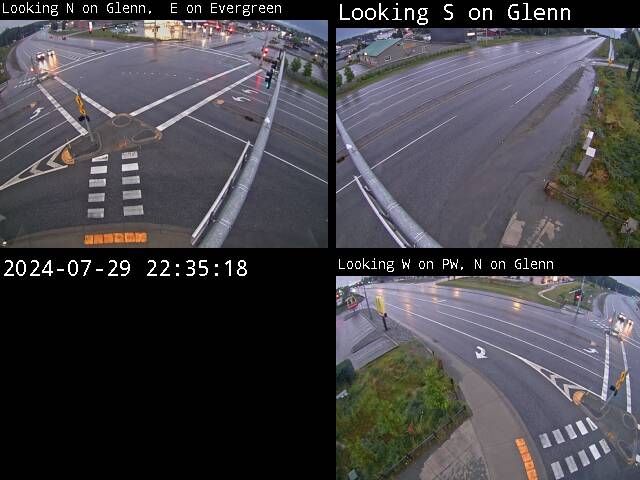 Looking N on Glenn, E on Evergreen
Looking S on Glenn
2024-07-29 22:35:18
Looking W on PW, N on Glenn